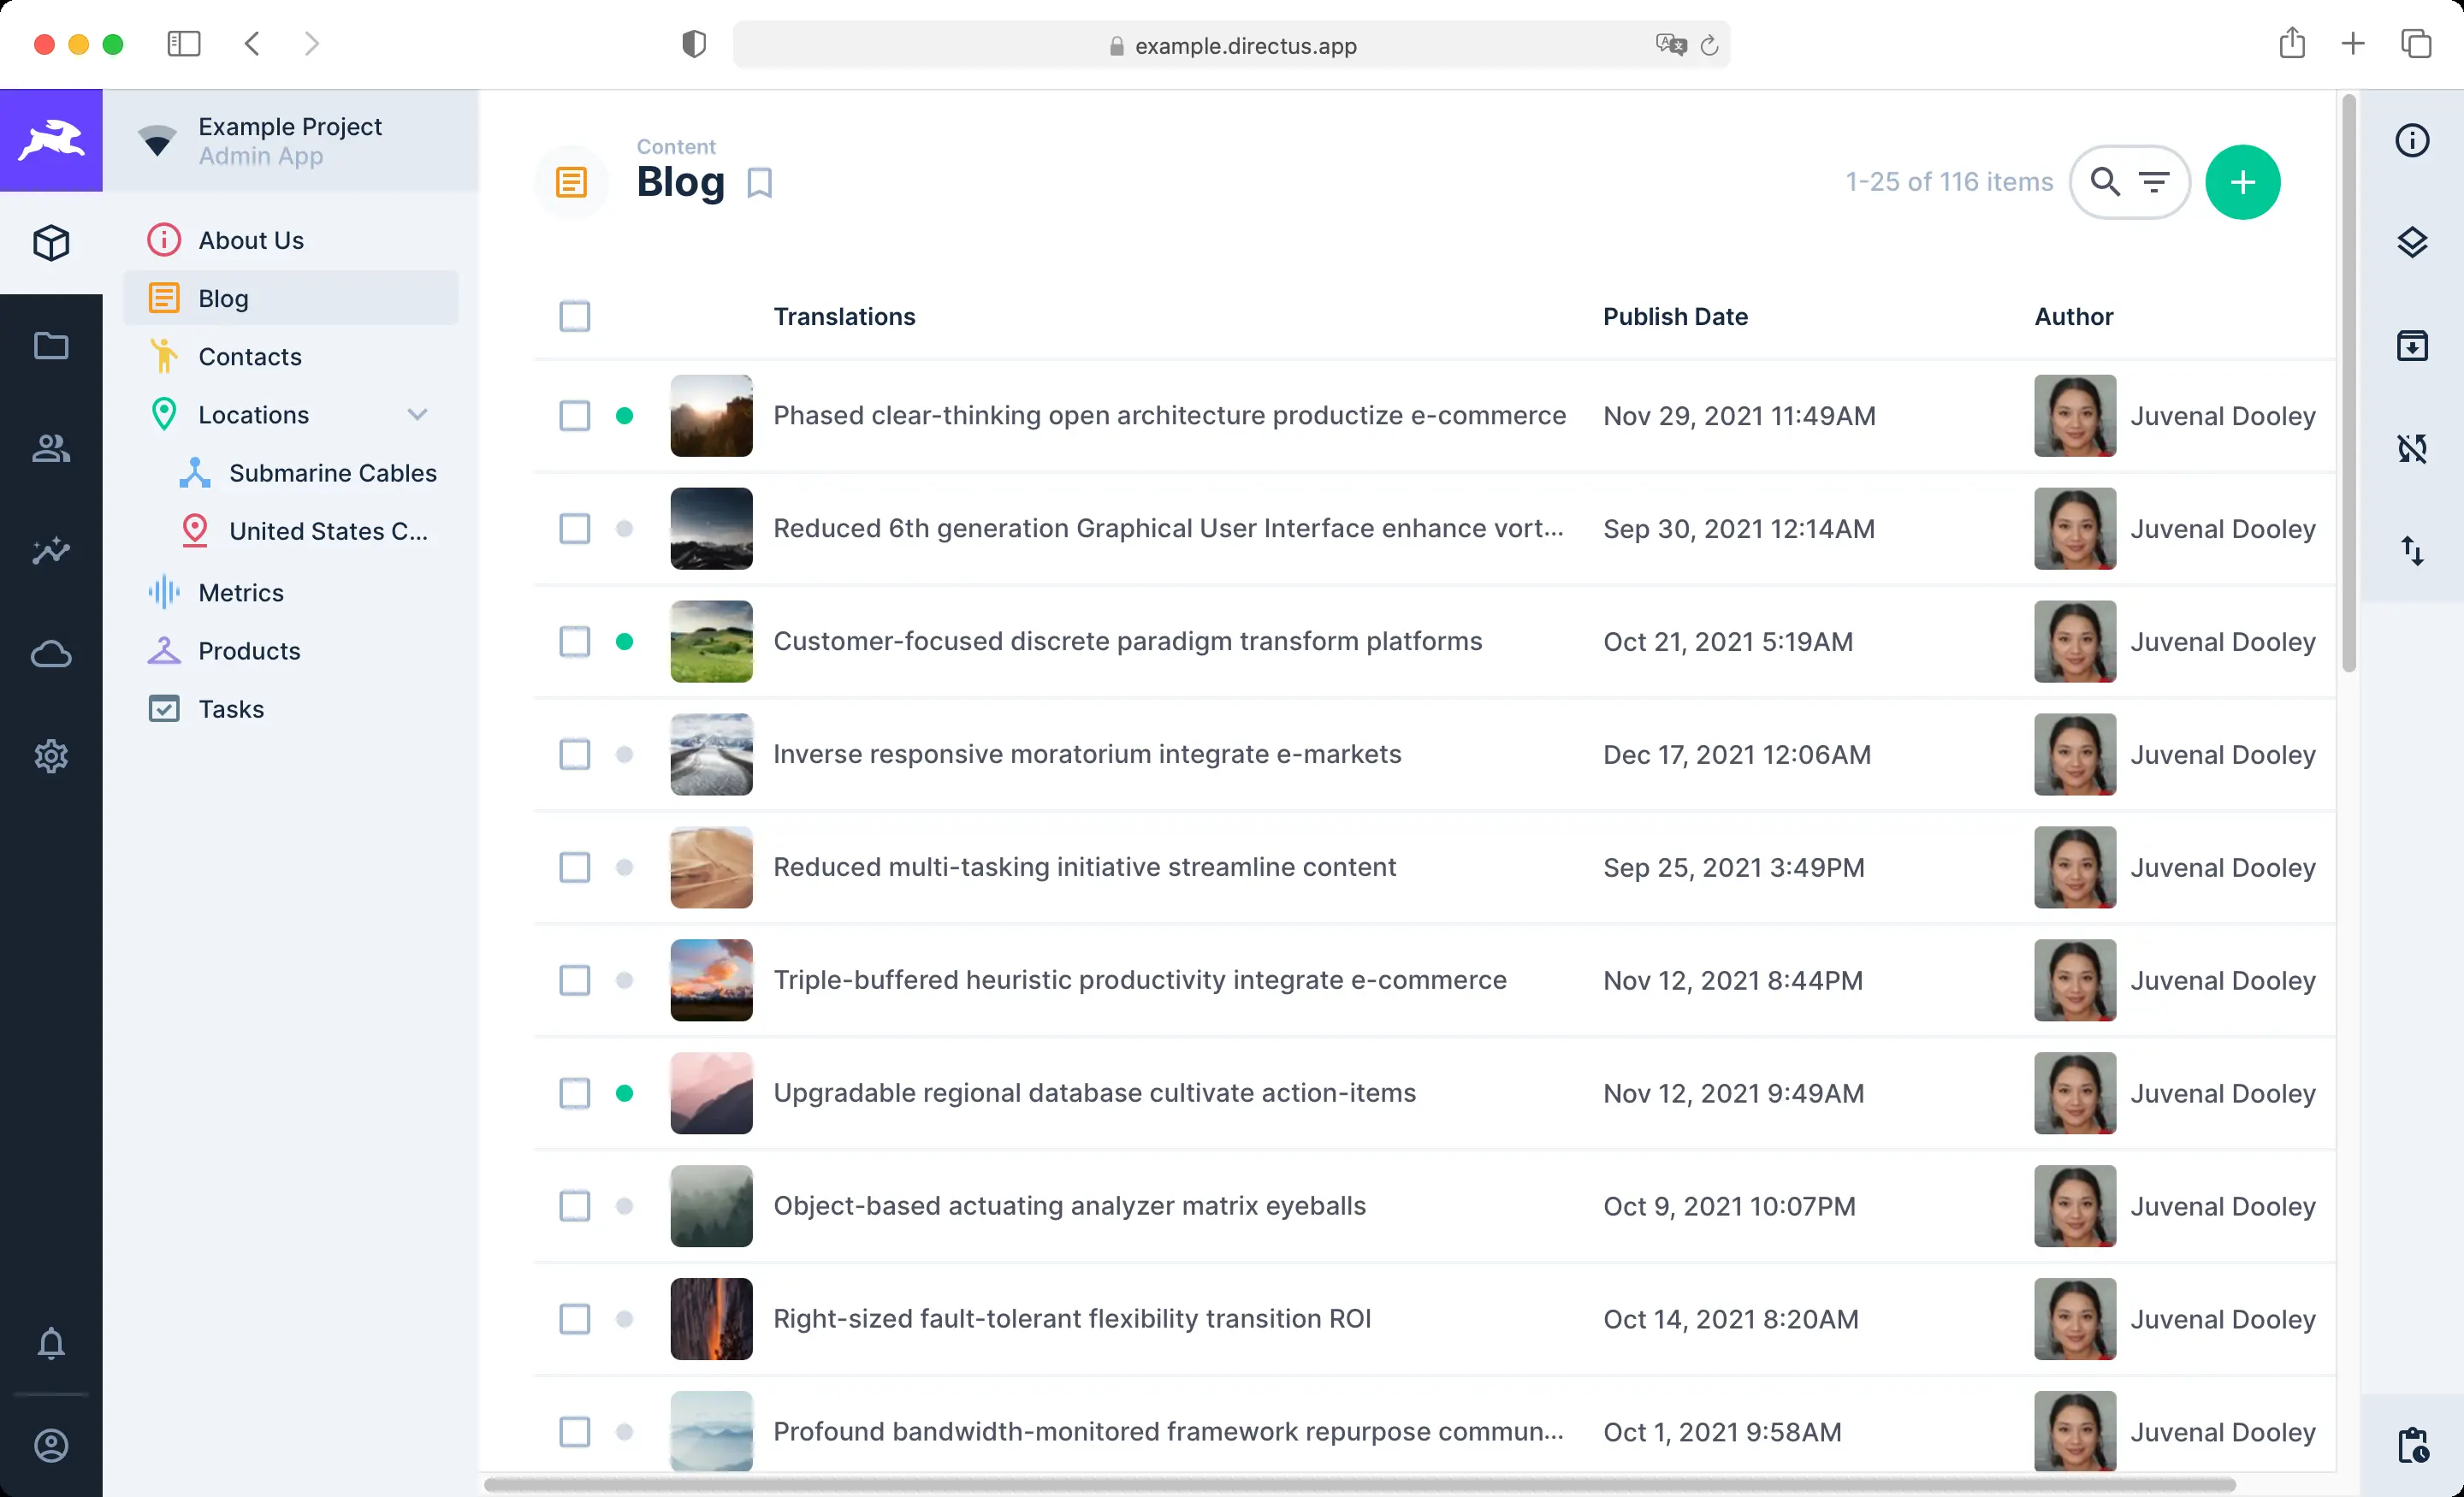 example.directus.app
Example Project
Admin App
About Us
Blog
Contacts
Locations
Submarine Cables
United States C...
Metrics
Products
Tasks
Content
Blog
1-25 of 116 items
Translations Publish Date Author
Phased clear-thinking open architecture productize e-commerce Nov 29, 2021 11:49AM Juvenal Dooley
Reduced 6th generation Graphical User Interface enhance vort... Sep 30, 2021 12:14AM Juvenal Dooley
Customer-focused discrete paradigm transform platforms Oct 21, 2021 5:19AM Juvenal Dooley
Inverse responsive moratorium integrate e-markets Dec 17, 2021 12:06AM Juvenal Dooley
Reduced multi-tasking initiative streamline content Sep 25, 2021 3:49PM Juvenal Dooley
Triple-buffered heuristic productivity integrate e-commerce Nov 12, 2021 8:44PM Juvenal Dooley
Upgradable regional database cultivate action-items Nov 12, 2021 9:49AM Juvenal Dooley
Object-based actuating analyzer matrix eyeballs Oct 9, 2021 10:07PM Juvenal Dooley
Right-sized fault-tolerant flexibility transition ROI Oct 14, 2021 8:20AM Juvenal Dooley
Profound bandwidth-monitored framework repurpose commun... Oct 1, 2021 9:58AM Juvenal Dooley